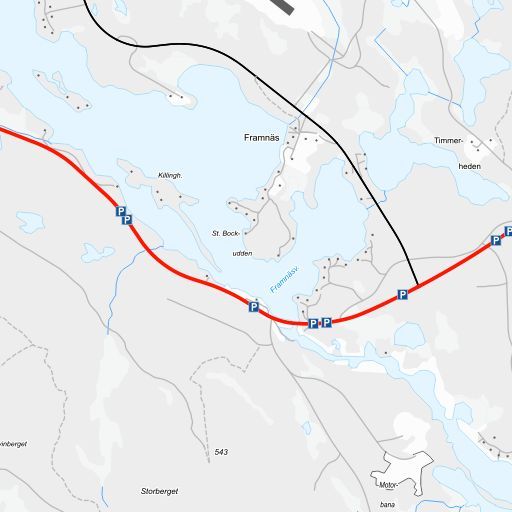 Framnäs
Timmer-
heden
Killingh.
St. Bock-
udden
Framnäsv.
P
P
P
P
P
P
P
P
543
Storberget
Motor-
bana